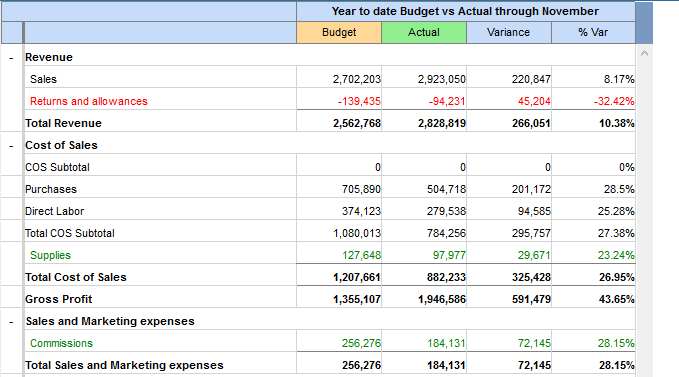 Year to date Budget vs Actual through November
Budget Actual Variance % Var
- Revenue
Sales 2,702,203 2,923,050 220,847 8.17%
Returns and allowances -139,435 -94,231 45,204 -32.42%
Total Revenue 2,562,768 2,828,819 266,051 10.38%
- Cost of Sales
COS Subtotal 0 0 0 0%
Purchases 705,890 504,718 201,172 28.5%
Direct Labor 374,123 279,538 94,585 25.28%
Total COS Subtotal 1,080,013 784,256 295,757 27.38%
Supplies 127,648 97,977 29,671 23.24%
Total Cost of Sales 1,207,661 882,233 325,428 26.95%
Gross Profit 1,355,107 1,946,586 591,479 43.65%
- Sales and Marketing expenses
Commissions 256,276 184,131 72,145 28.15%
Total Sales and Marketing expenses 256,276 184,131 72,145 28.15%